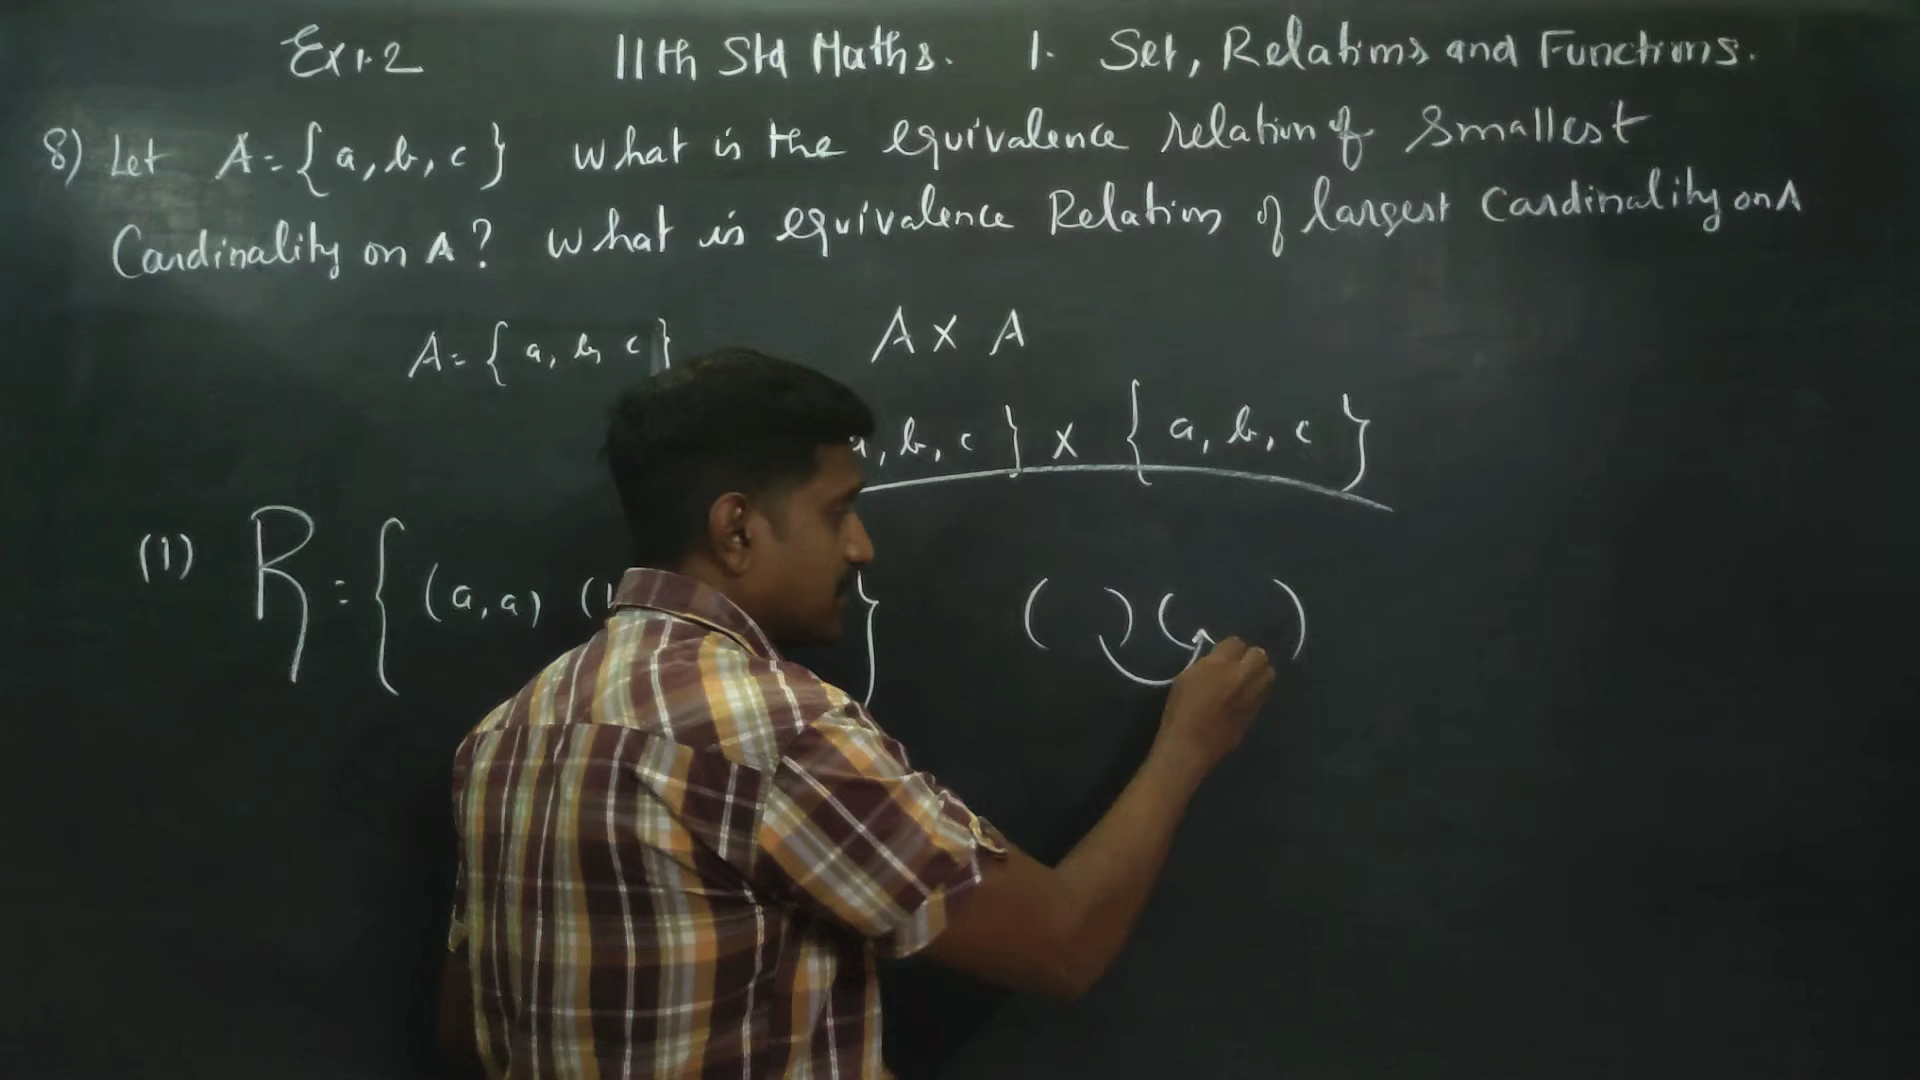 Ex 1.2 11th Std Maths. 1. Set, Relations and Functions.
8) Let A = {a, b, c} what is the equivalence relation of smallest
Cardinality on A? What is equivalence Relation of largest Cardinality on A
A = { a, b, c } A × A
a, b, c } × { a, b, c }
(1) R = { (a, a) ( } ( ) ( )